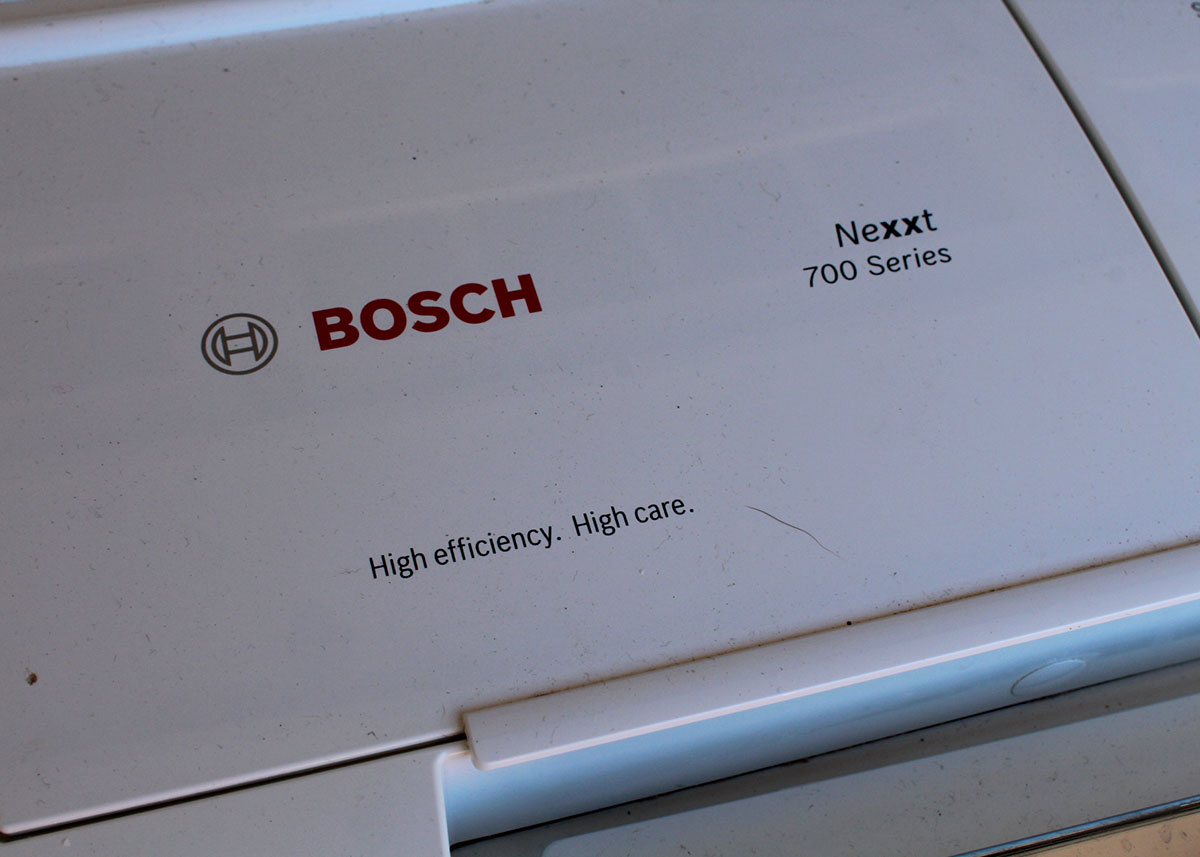 BOSCH
Nexxt
700 Series
High efficiency. High care.